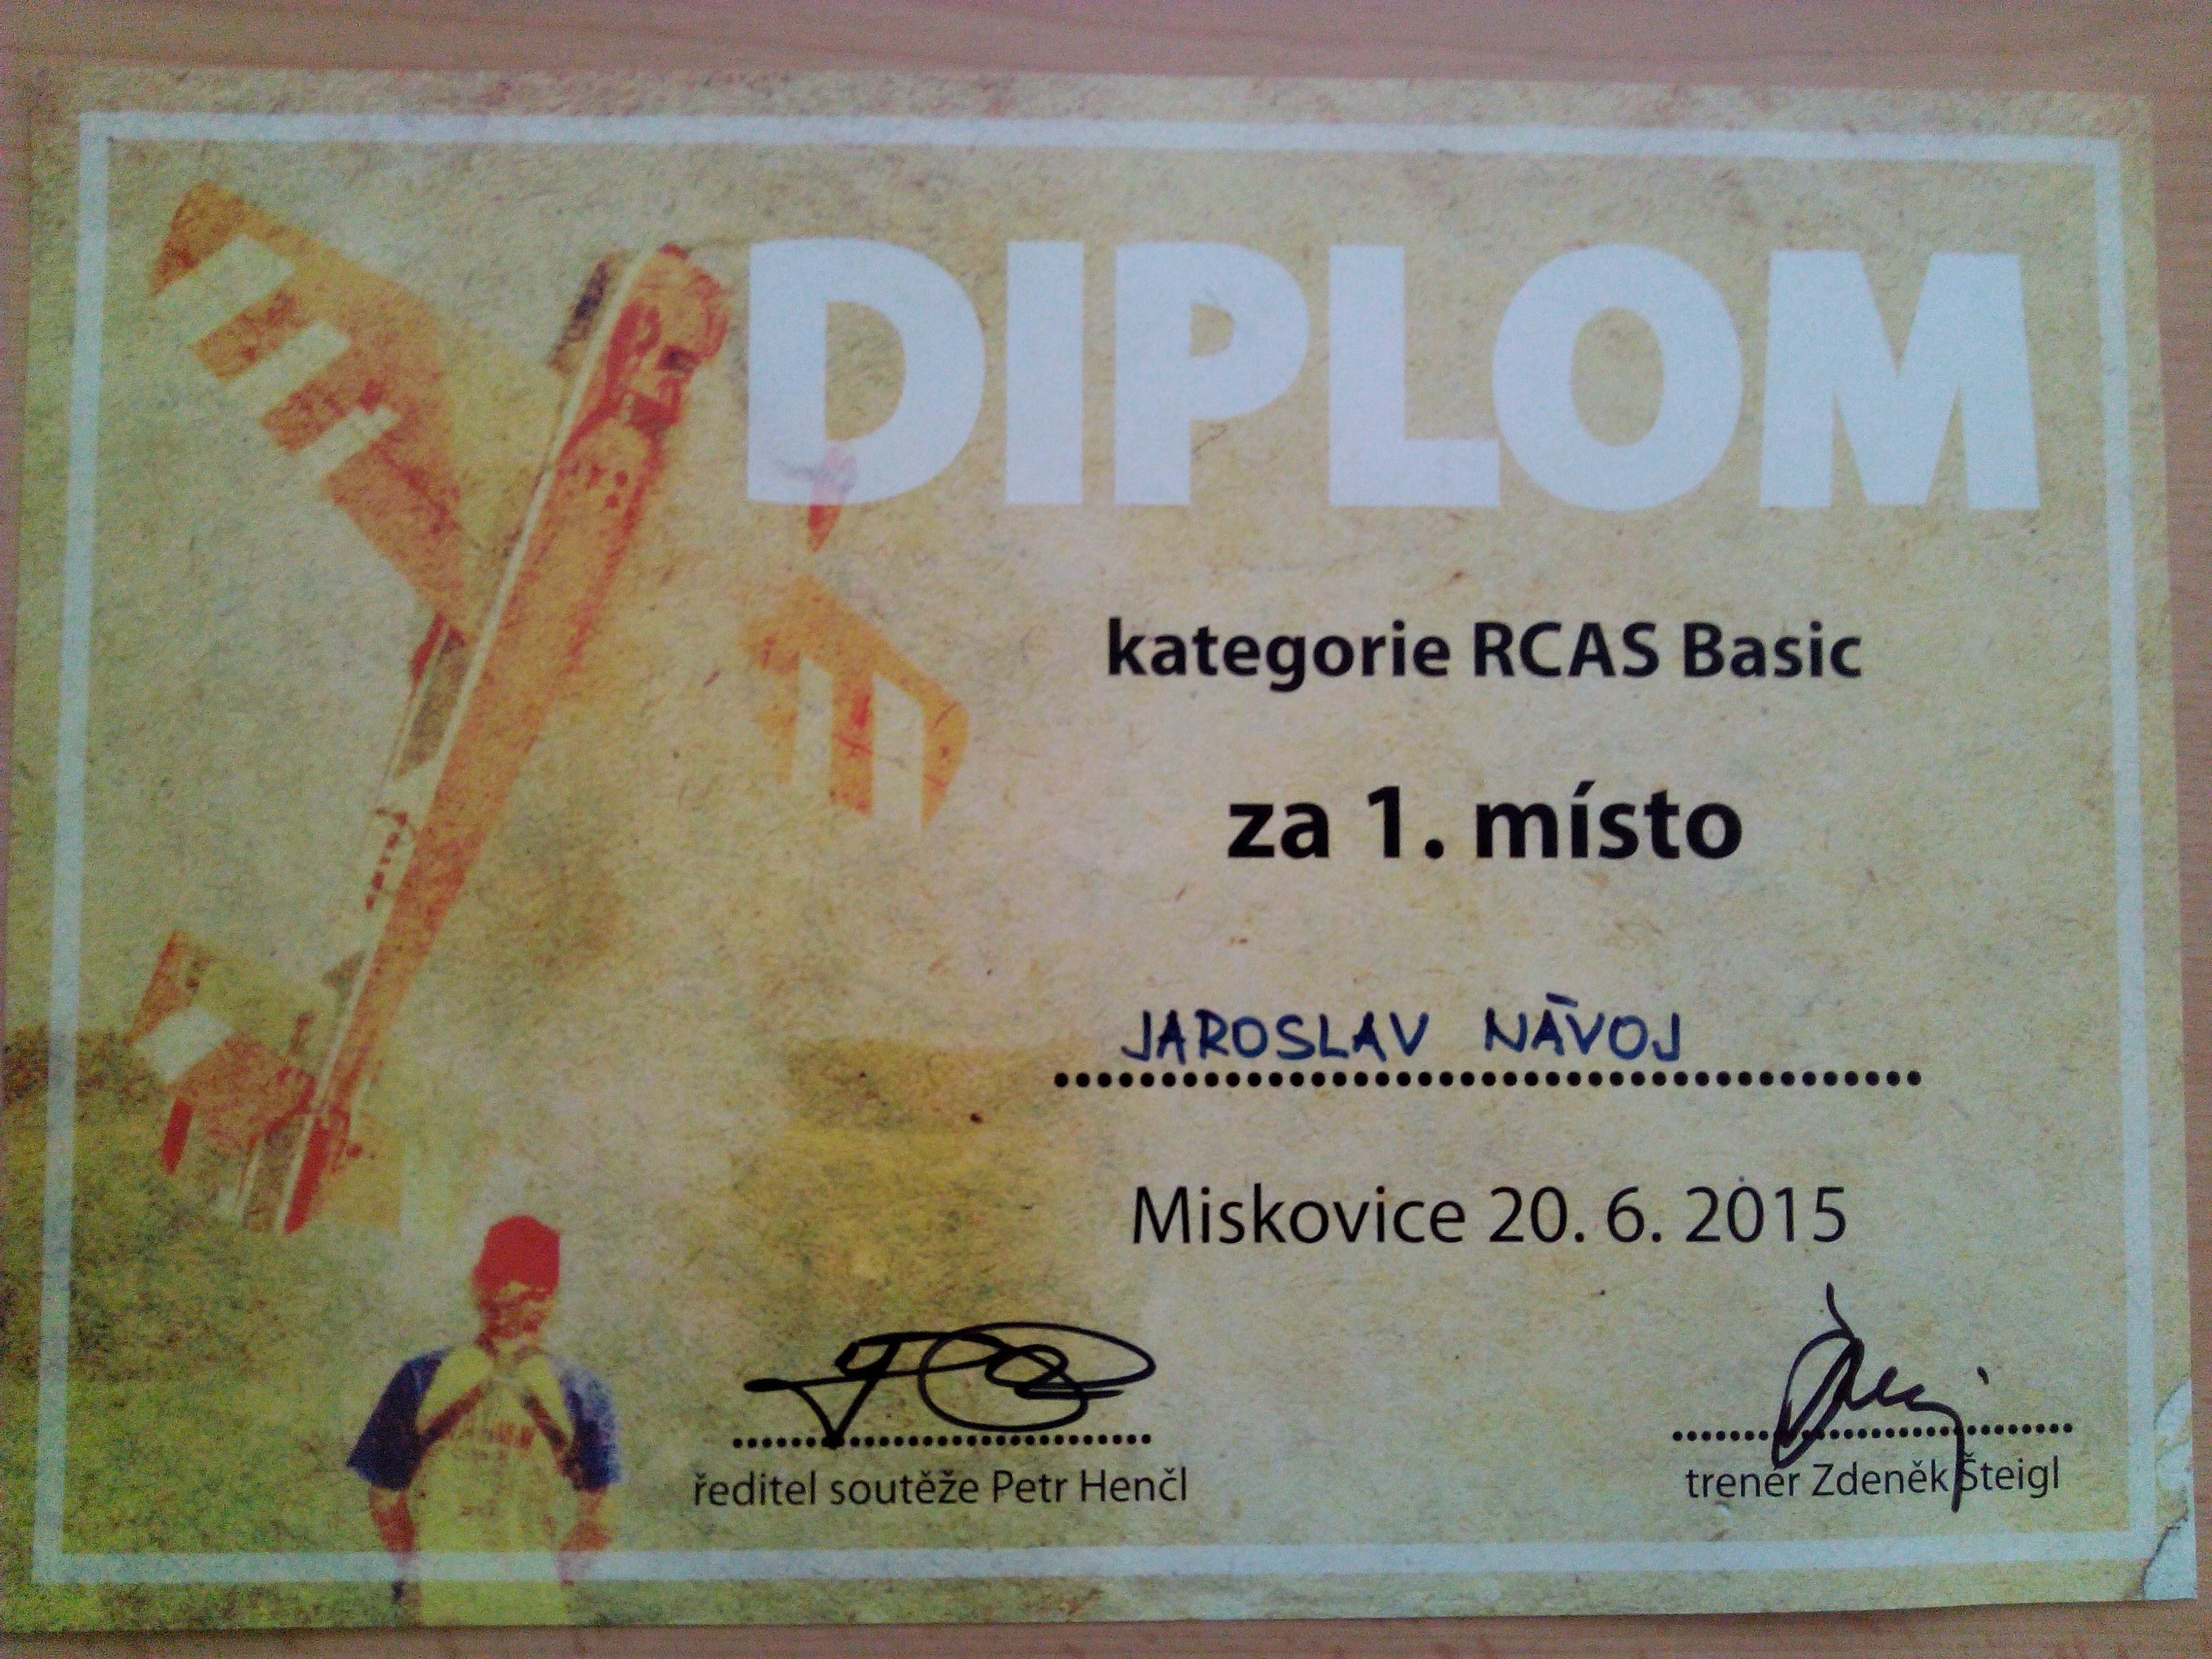 DIPLOM
kategorie RCAS Basic
za 1. místo
JAROSLAV NÁVOJ
Miskovice 20. 6. 2015
ředitel soutěže Petr Henčl
trenér Zdeněk Šteigl